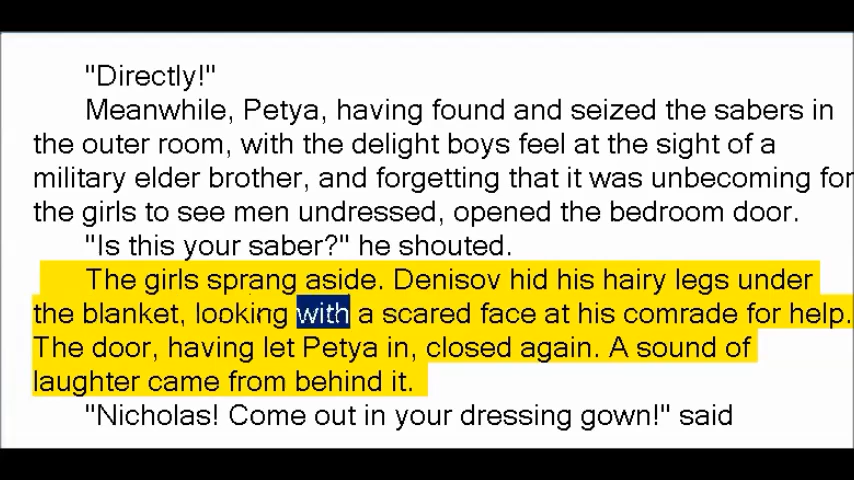 "Directly!"
Meanwhile, Petya, having found and seized the sabers in
the outer room, with the delight boys feel at the sight of a
military elder brother, and forgetting that it was unbecoming for
the girls to see men undressed, opened the bedroom door.
"Is this your saber?" he shouted.
The girls sprang aside. Denisov hid his hairy legs under
the blanket, looking with a scared face at his comrade for help.
The door, having let Petya in, closed again. A sound of
laughter came from behind it.
"Nicholas! Come out in your dressing gown!" said